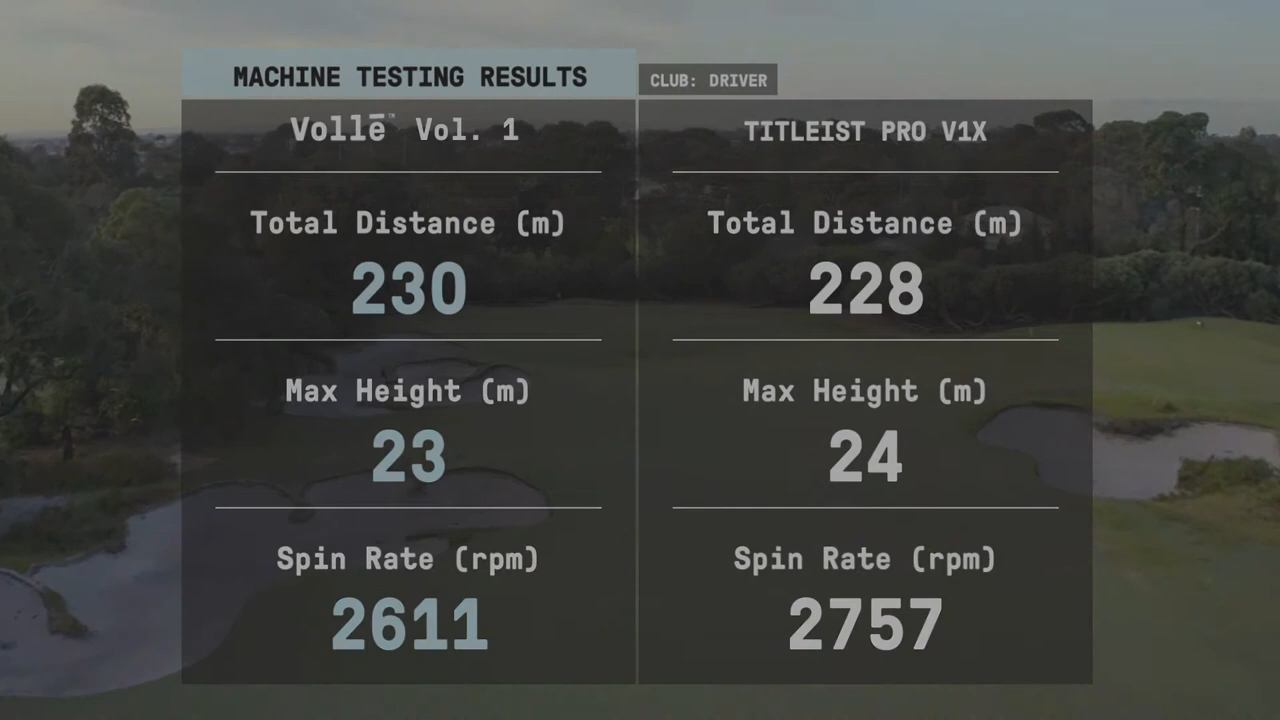 MACHINE TESTING RESULTS
CLUB: DRIVER
Vollē™ Vol. 1
Total Distance (m)
230
Max Height (m)
23
Spin Rate (rpm)
2611
TITLEIST PRO V1X
Total Distance (m)
228
Max Height (m)
24
Spin Rate (rpm)
2757